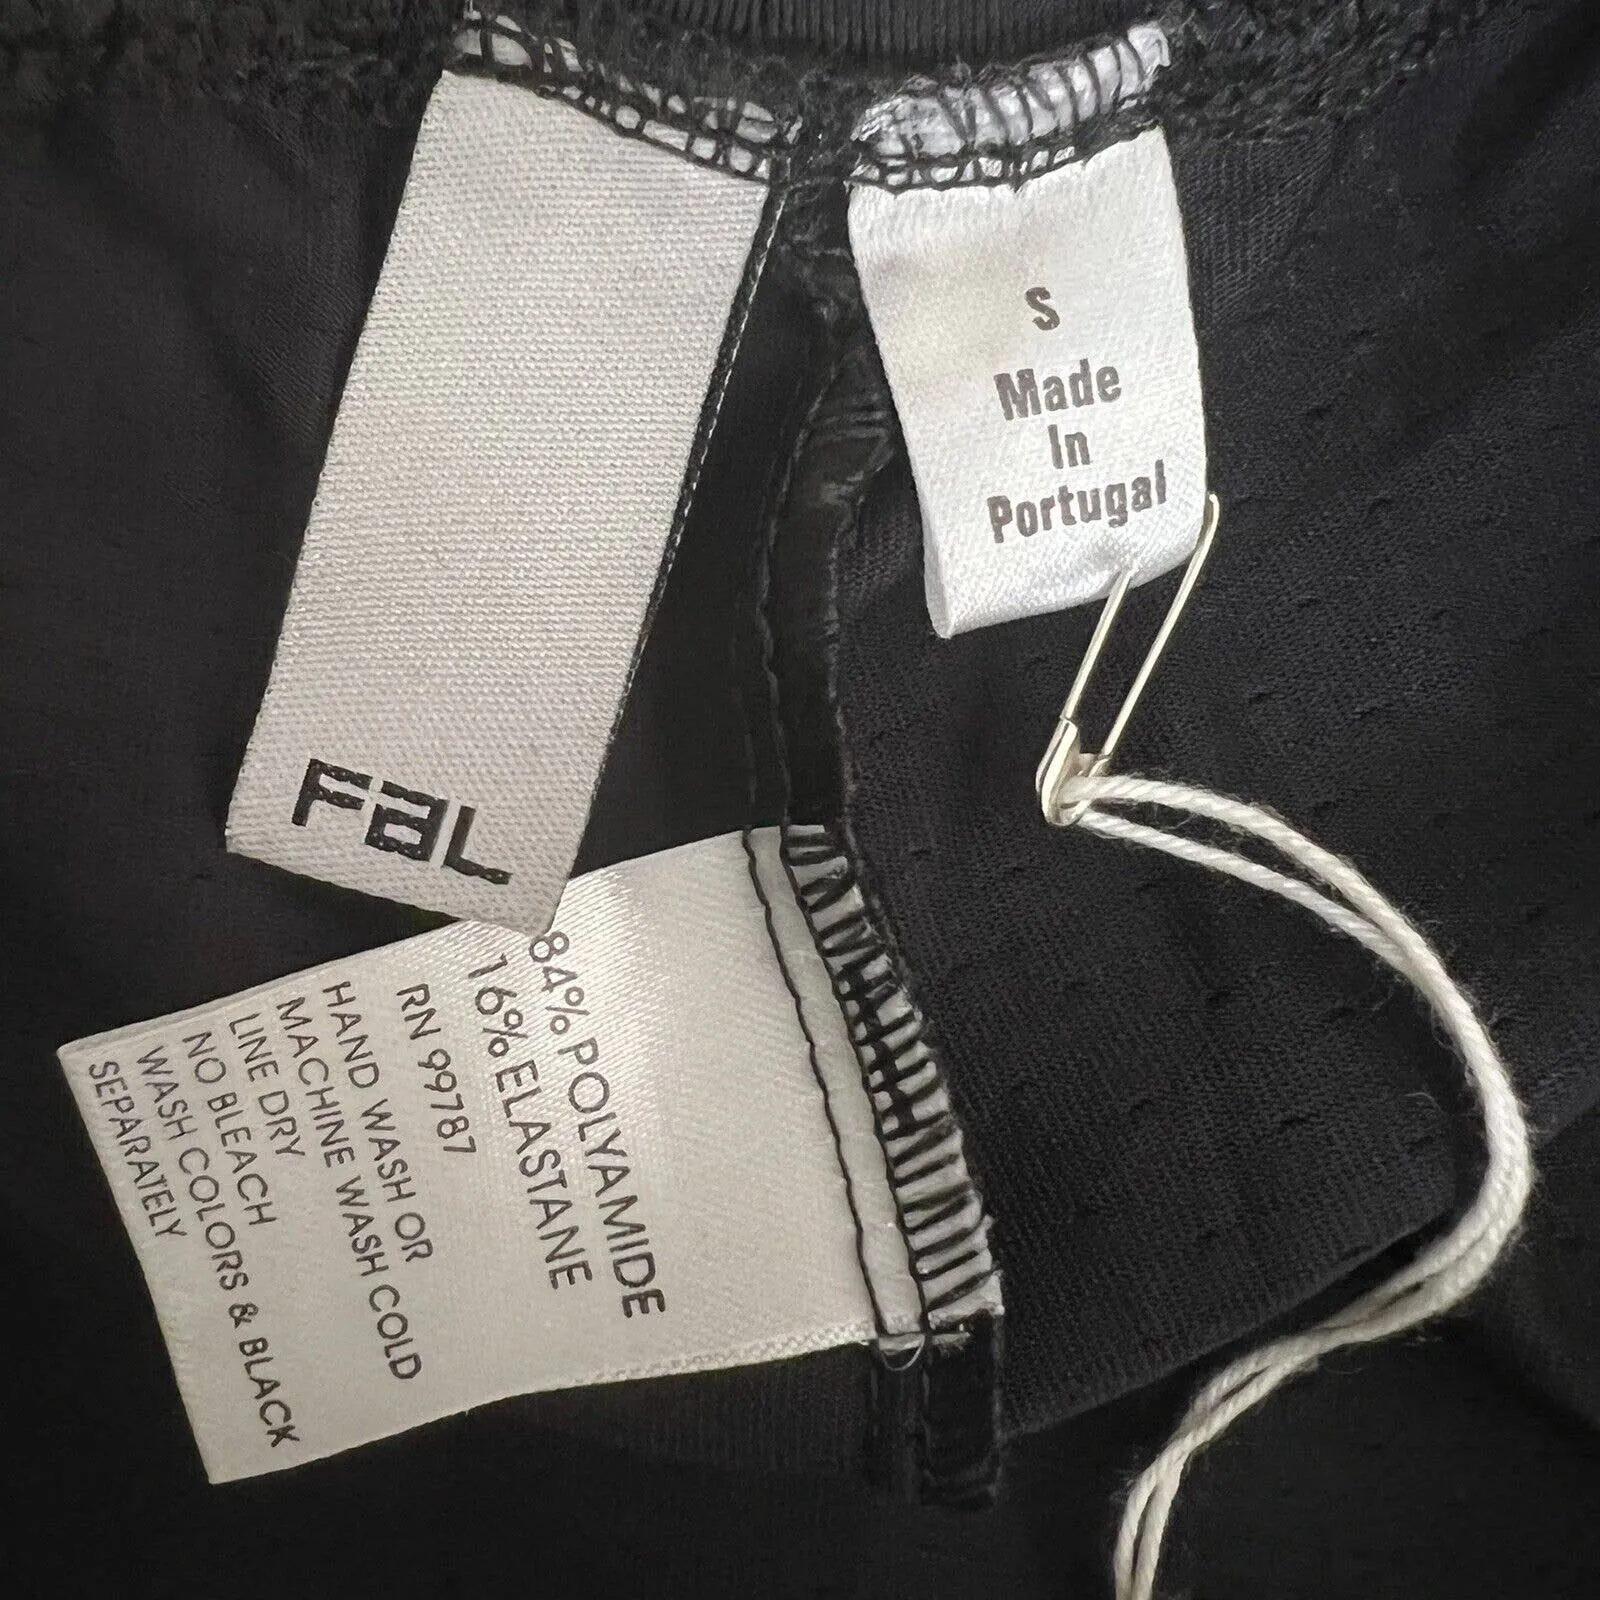 FaL
S
Made
In
Portugal
84% POLYAMIDE
16% ELASTANE
RN 99787
HAND WASH OR
MACHINE WASH COLD
LINE DRY
NO BLEACH
WASH COLORS & BLACK
SEPARATELY